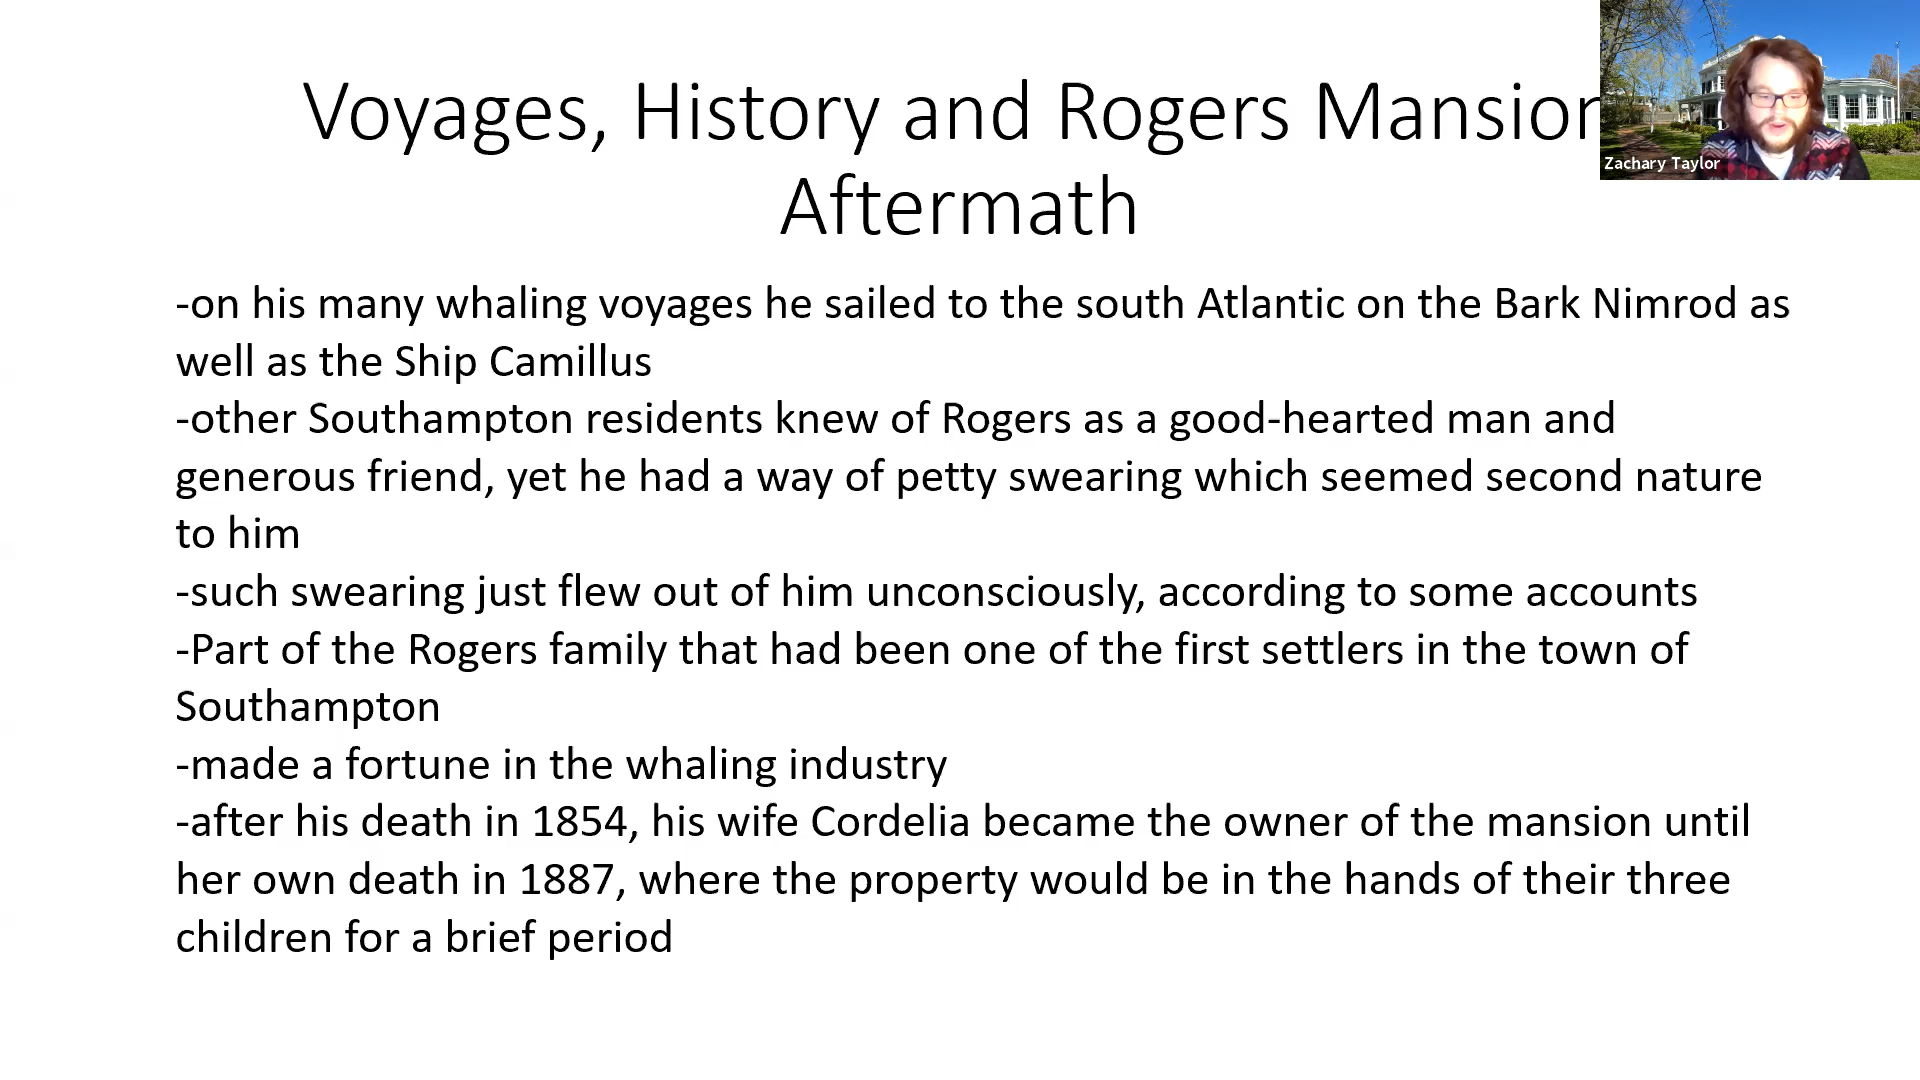 Voyages, History and Rogers Mansion
Aftermath
Zachary Taylor
-on his many whaling voyages he sailed to the south Atlantic on the Bark Nimrod as
well as the Ship Camillus
-other Southampton residents knew of Rogers as a good-hearted man and
generous friend, yet he had a way of petty swearing which seemed second nature
to him
-such swearing just flew out of him unconsciously, according to some accounts
-Part of the Rogers family that had been one of the first settlers in the town of
Southampton
-made a fortune in the whaling industry
-after his death in 1854, his wife Cordelia became the owner of the mansion until
her own death in 1887, where the property would be in the hands of their three
children for a brief period